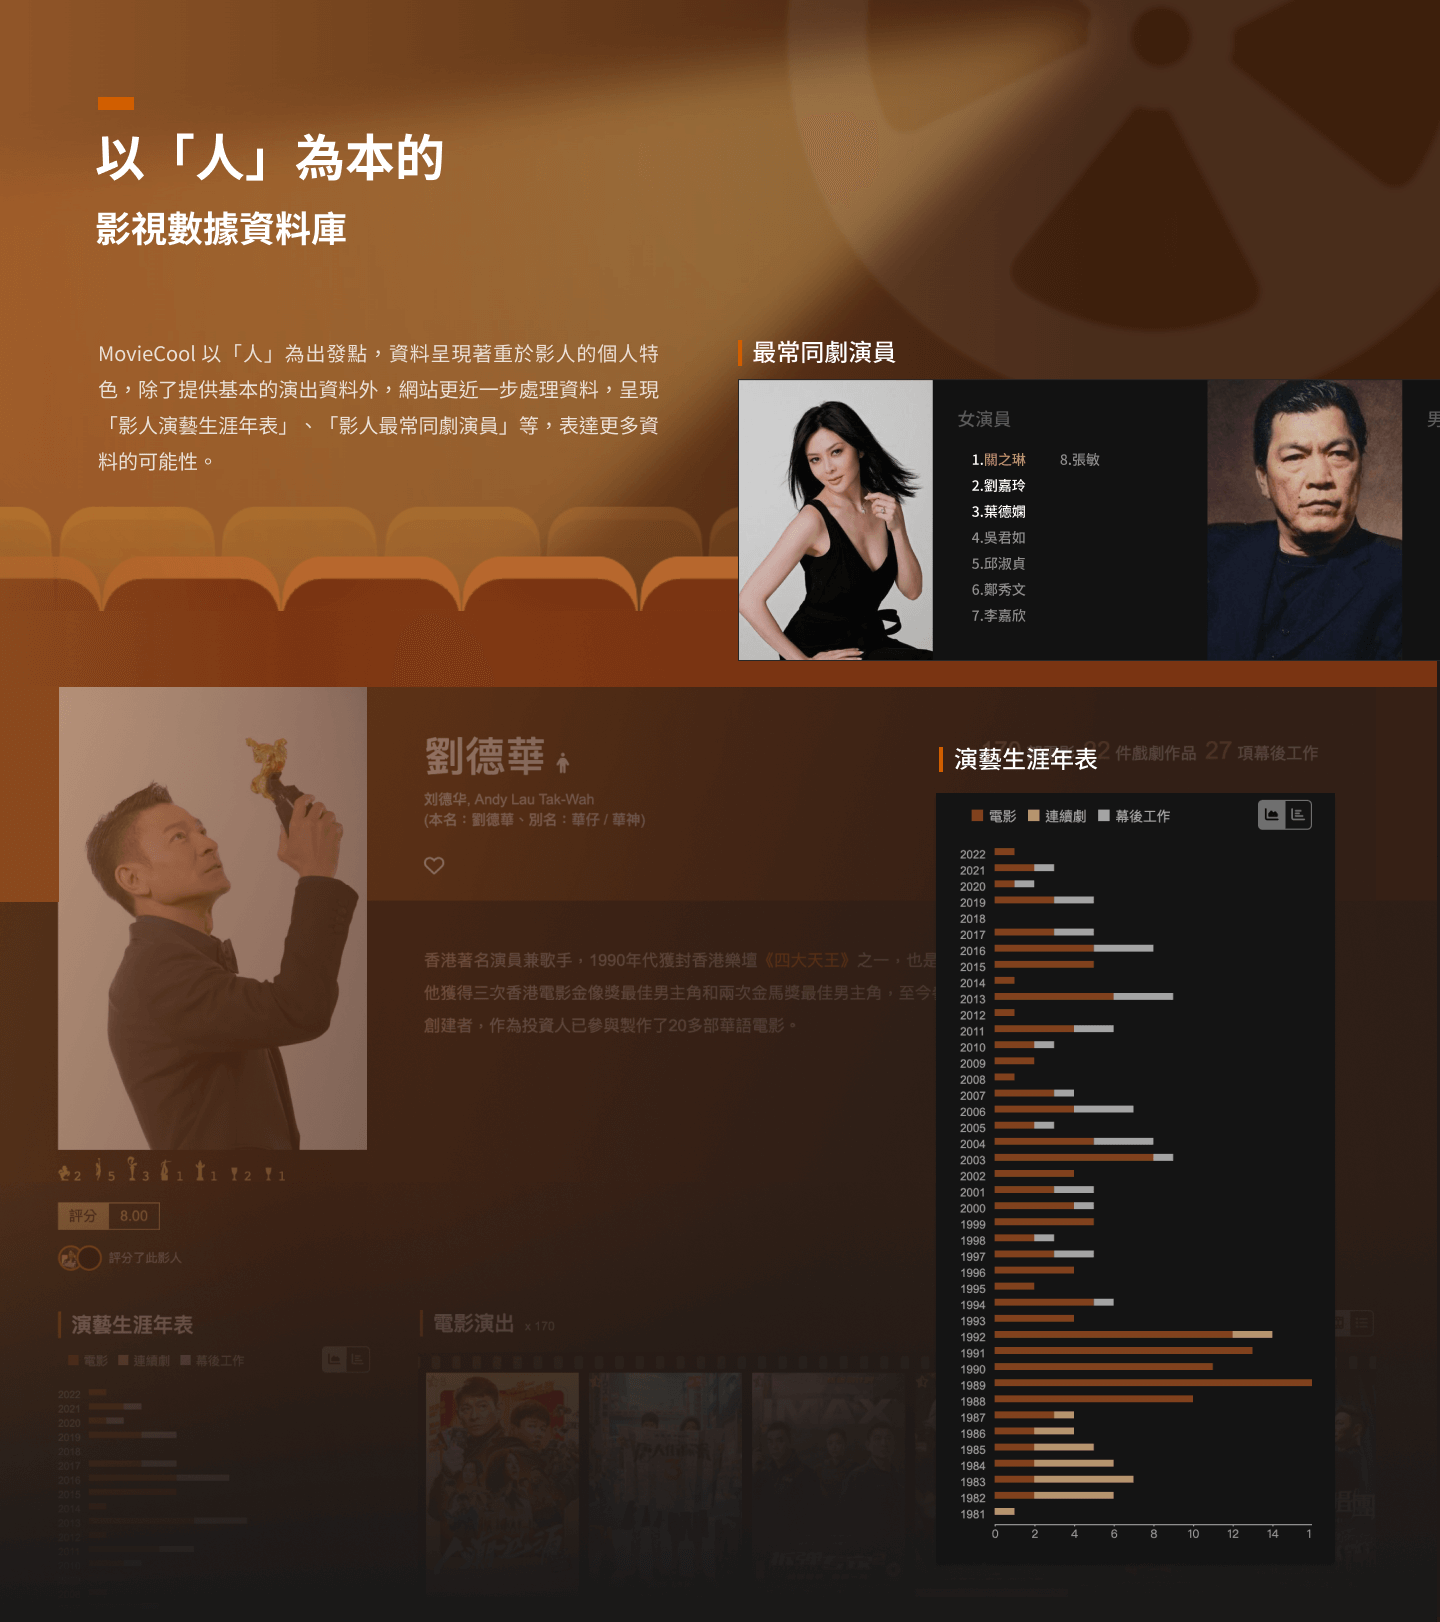 以「人」為本的
影視數據資料庫
MovieCool 以「人」為出發點，資料呈現著重於影人的個人特
色，除了提供基本的演出資料外，網站更近一步處理資料，呈現
「影人演藝生涯年表」、「影人最常同劇演員」等，表達更多資
料的可能性。
最常同劇演員
女演員
1.關之琳
2.劉嘉玲
3.葉德嫻
4.吳君如
5.邱淑貞
6.鄭秀文
7.李嘉欣
8.張敏
男
劉德華
刘德华, Andy Lau Tak-Wah
(本名：劉德華、別名：華仔 / 華神)
件戲劇作品 27 項幕後工作
香港著名演員兼歌手，1990年代獲封香港樂壇《四大天王》之一，也是
他獲得三次香港電影金像獎最佳男主角和兩次金馬獎最佳男主角，至今
創建者，作為投資人已參與製作了20多部華語電影。
2 5 3 1 1 2 1
評分 8.00
評分了此影人
演藝生涯年表
電影 連續劇 幕後工作
2022
2021
2020
2019
2018
2017
2016
2015
2014
2013
2012
2011
2010
2009
2008
2007
2006
2005
2004
2003
2002
2001
2000
1999
1998
1997
1996
1995
1994
1993
1992
1991
1990
1989
1988
1987
1986
1985
1984
1983
1982
1981
0 2 4 6 8 10 12 14 1
演藝生涯年表
電影 連續劇 幕後工作
2022
2021
2020
2019
2018
2017
2016
2015
2014
電影演出 x 170